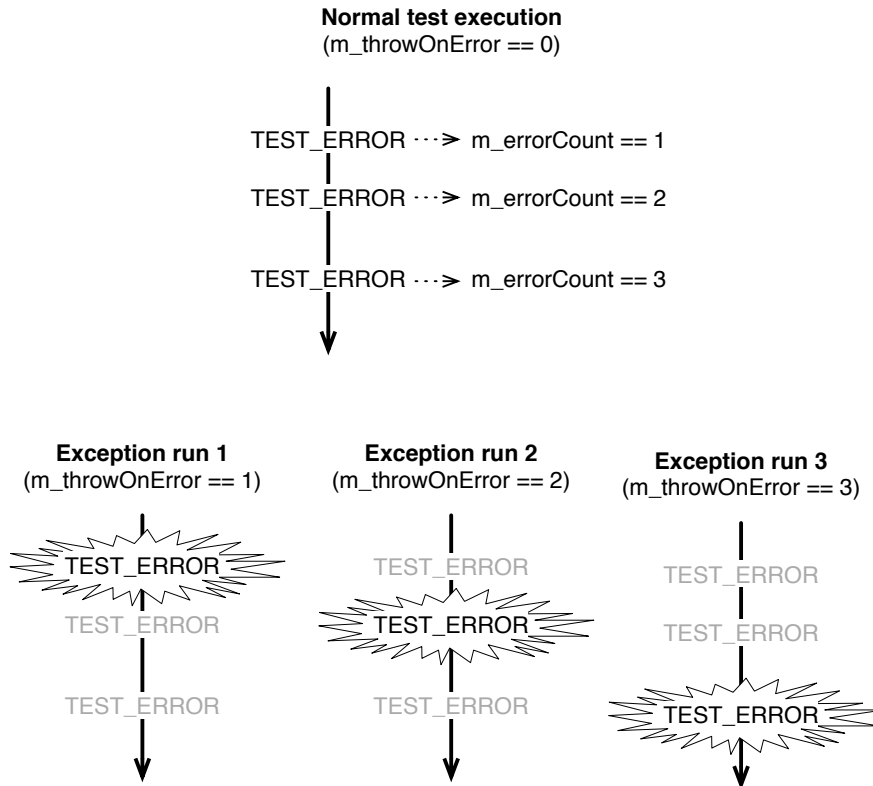 Normal test execution
(m_throwOnError == 0)
TEST_ERROR m_errorCount == 1
TEST_ERROR m_errorCount == 2
TEST_ERROR m_errorCount == 3
Exception run 1
(m_throwOnError == 1)
TEST_ERROR
TEST_ERROR
TEST_ERROR
Exception run 2
(m_throwOnError == 2)
TEST_ERROR
TEST_ERROR
TEST_ERROR
Exception run 3
(m_throwOnError == 3)
TEST_ERROR
TEST_ERROR
TEST_ERROR